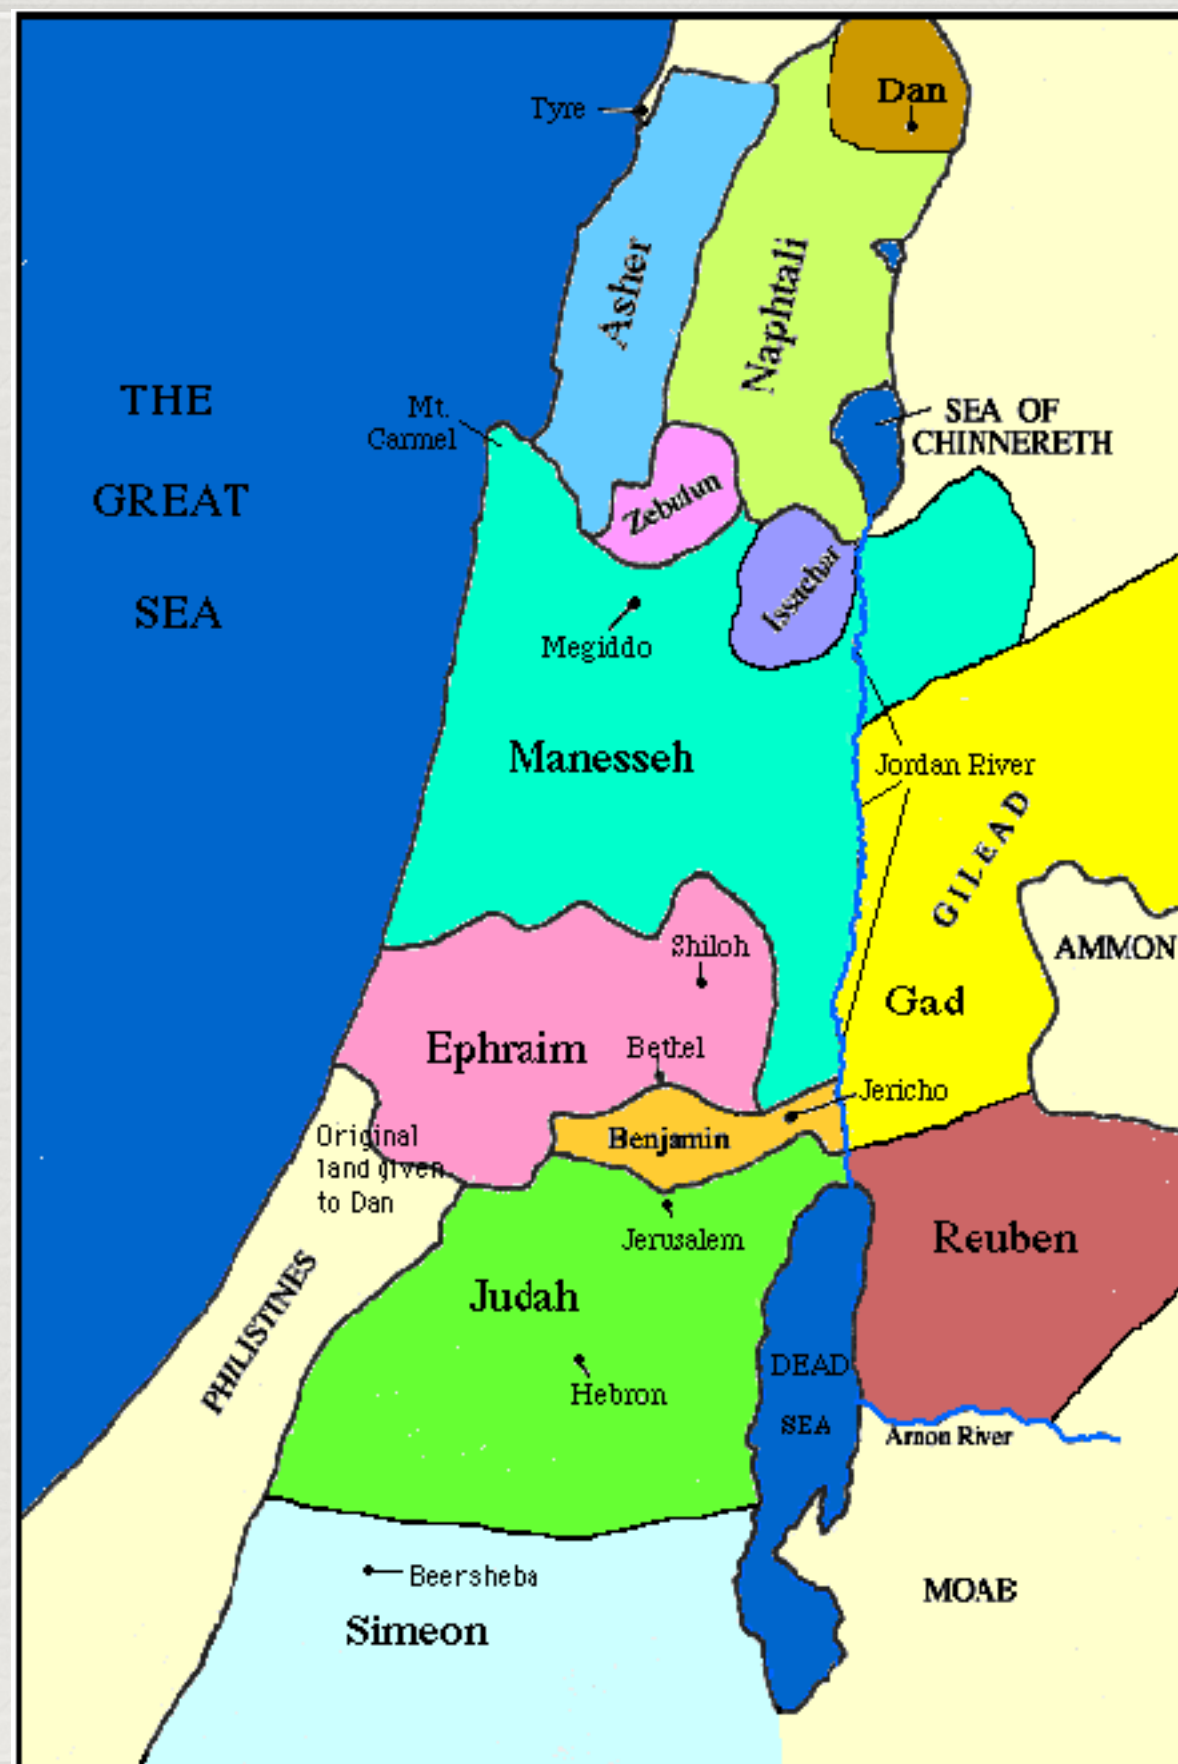 Dan
Tyre
Asher
Naphtali
THE
GREAT
SEA
Mt.
Carmel
SEA OF
CHINNERETH
Zebulun
Issachar
Megiddo
Manesseh
Jordan River
GILEAD
AMMON
Shiloh
Gad
Ephraim
Bethel
Jericho
Original
land given
to Dan
Benjamin
Jerusalem
Reuben
PHILISTINES
Judah
Hebron
DEAD
SEA
Arnon River
Beersheba
MOAB
Simeon